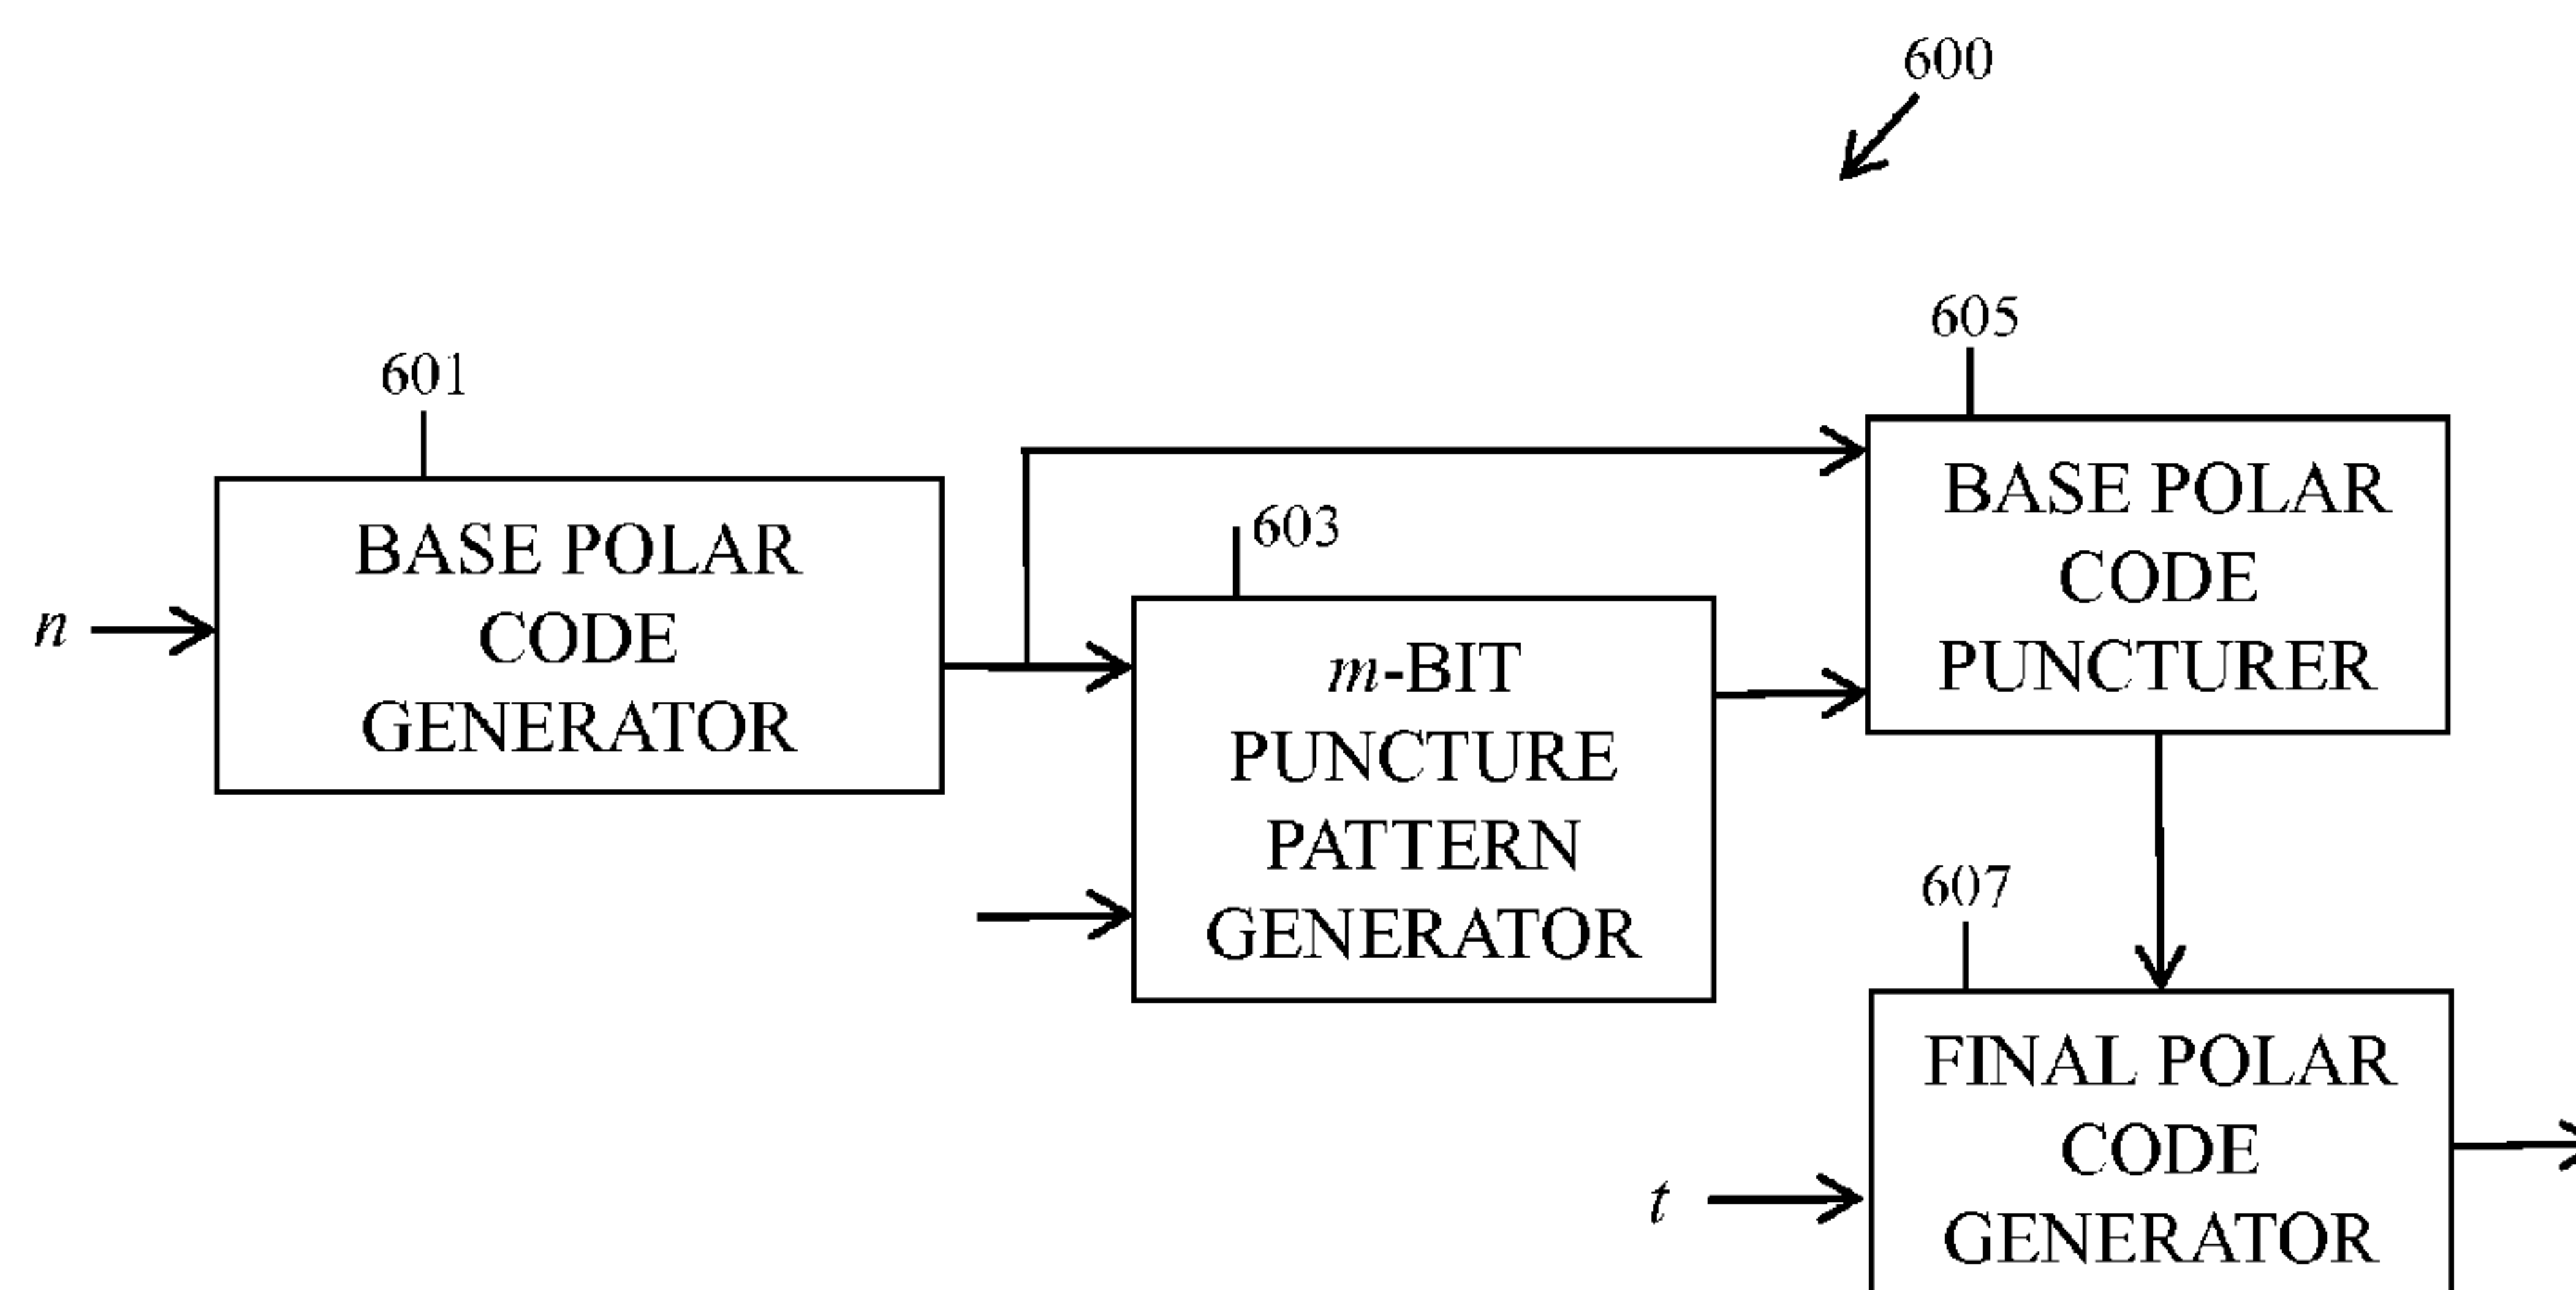 600
605
601
BASE POLAR
CODE
PUNCTURER
603
BASE POLAR
CODE
GENERATOR
n
m-BIT
PUNCTURE
PATTERN
GENERATOR
607
FINAL POLAR
CODE
GENERATOR
t